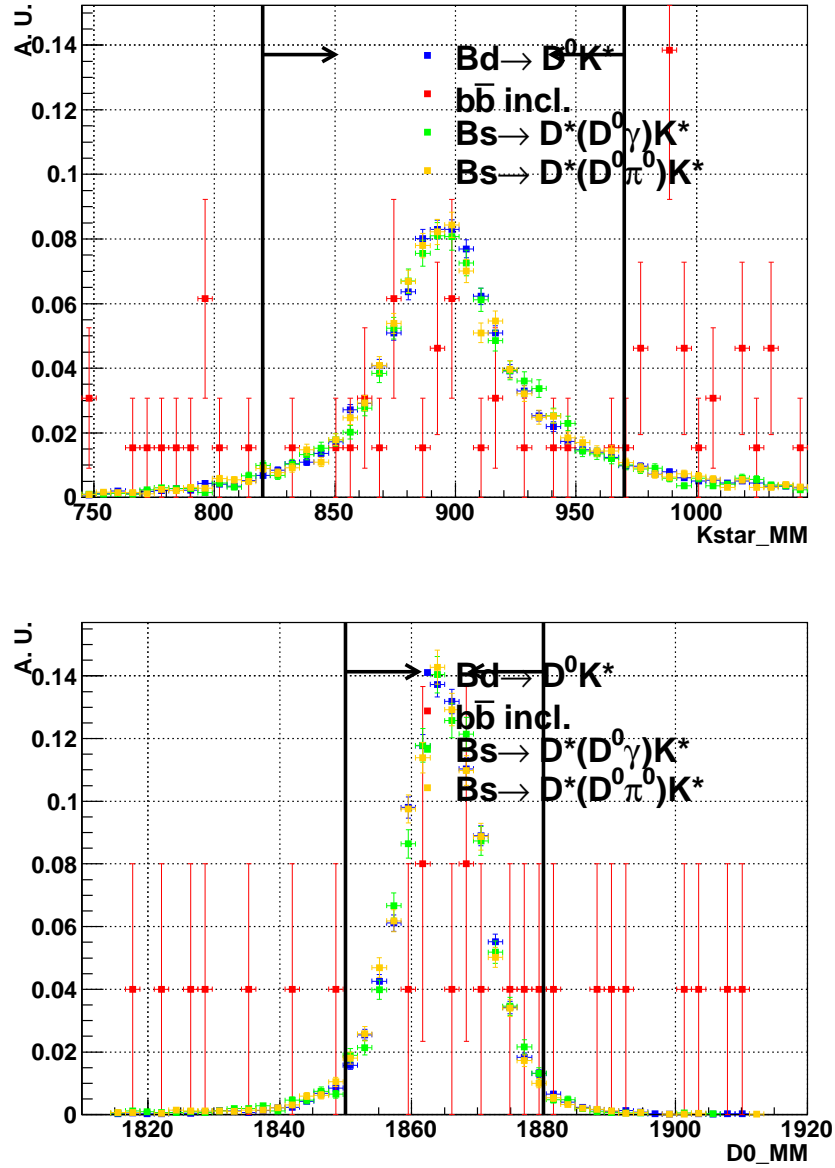 A. U.
0.14
0.12
0.1
0.08
0.06
0.04
0.02
0
Bd→ D⁰K*
bb̅ incl.
Bs→ D*(D⁰γ)K*
Bs→ D*(D⁰π⁰)K*
750 800 850 900 950 1000
Kstar_MM
A. U.
0.14
0.12
0.1
0.08
0.06
0.04
0.02
0
Bd→ D⁰K*
bb̅ incl.
Bs→ D*(D⁰γ)K*
Bs→ D*(D⁰π⁰)K*
1820 1840 1860 1880 1900 1920
D0_MM